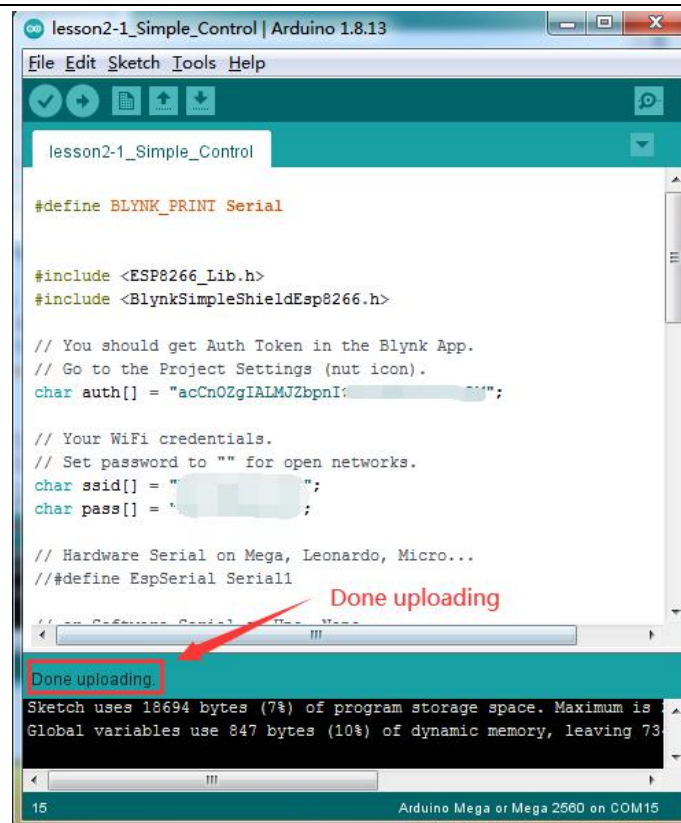 lesson2-1_Simple_Control | Arduino 1.8.13
File Edit Sketch Tools Help
lesson2-1_Simple_Control
#define BLYNK_PRINT Serial
#include <ESP8266_Lib.h>
#include <BlynkSimpleShieldEsp8266.h>
// You should get Auth Token in the Blynk App.
// Go to the Project Settings (nut icon).
char auth[] = "acCnOZgIALMJZbpnI ";
// Your WiFi credentials.
// Set password to "" for open networks.
char ssid[] = " ";
char pass[] = " ;
// Hardware Serial on Mega, Leonardo, Micro...
//#define EspSerial Serial1
Done uploading
Done uploading.
Sketch uses 18694 bytes (7%) of program storage space. Maximum is
Global variables use 847 bytes (10%) of dynamic memory, leaving 73
15 Arduino Mega or Mega 2560 on COM15